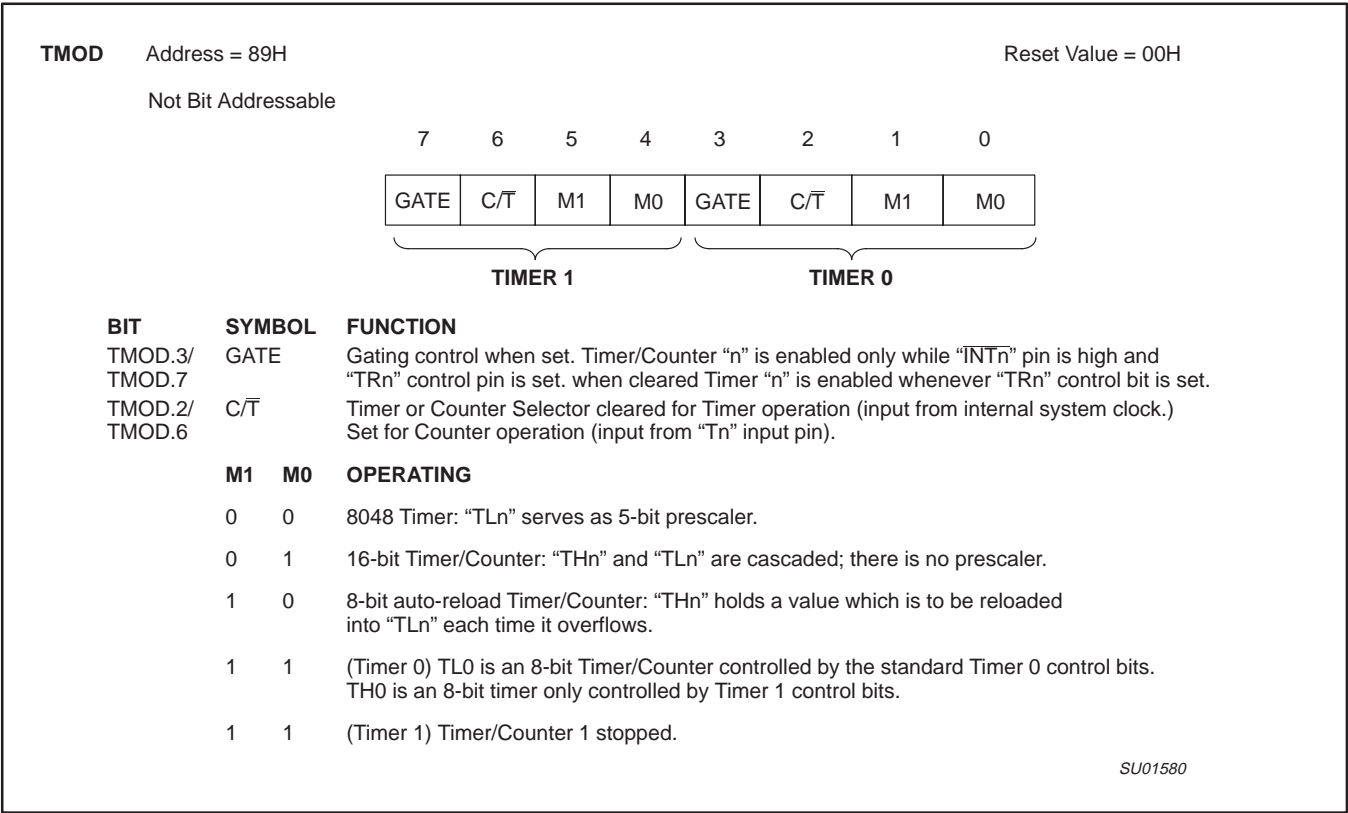 TMOD Address = 89H Reset Value = 00H
Not Bit Addressable
7 6 5 4 3 2 1 0
GATE C/T̅ M1 M0 GATE C/T̅ M1 M0
TIMER 1 TIMER 0
BIT SYMBOL FUNCTION
TMOD.3/ GATE Gating control when set. Timer/Counter “n” is enabled only while “I̅N̅T̅n̅” pin is high and
TMOD.7 “TRn” control pin is set. when cleared Timer “n” is enabled whenever “TRn” control bit is set.
TMOD.2/ C/T̅ Timer or Counter Selector cleared for Timer operation (input from internal system clock.)
TMOD.6 Set for Counter operation (input from “Tn” input pin).
M1 M0 OPERATING
0 0 8048 Timer: “TLn” serves as 5-bit prescaler.
0 1 16-bit Timer/Counter: “THn” and “TLn” are cascaded; there is no prescaler.
1 0 8-bit auto-reload Timer/Counter: “THn” holds a value which is to be reloaded
into “TLn” each time it overflows.
1 1 (Timer 0) TL0 is an 8-bit Timer/Counter controlled by the standard Timer 0 control bits.
TH0 is an 8-bit timer only controlled by Timer 1 control bits.
1 1 (Timer 1) Timer/Counter 1 stopped.
SU01580